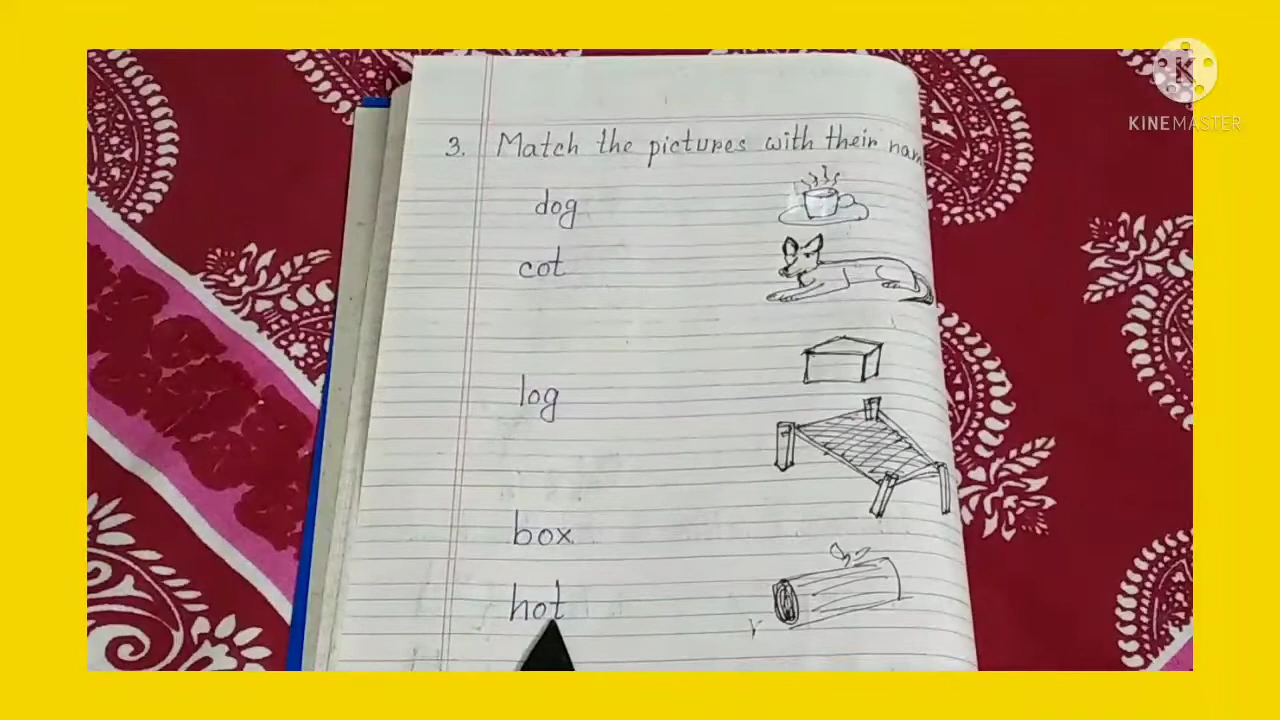 3. Match the pictures with their nam
dog
cot
log
box
hot
K
KINEMASTER